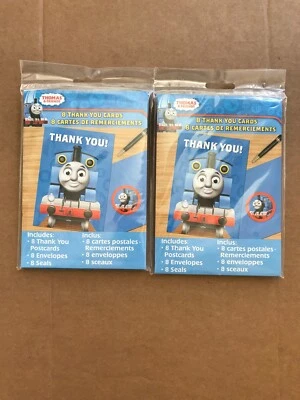 THOMAS
& FRIENDS
8 THANK YOU CARDS
8 CARTES DE REMERCIEMENTS
THANK YOU!
Includes:
• 8 Thank You
Postcards
• 8 Envelopes
• 8 Seals
Inclus:
• 8 cartes postales
Remerciements
• 8 enveloppes
• 8 sceaux
THOMAS
& FRIENDS
8 THANK YOU CARDS
8 CARTES DE REMERCIEMENTS
THANK YOU!
Includes:
• 8 Thank You
Postcards
• 8 Envelopes
• 8 Seals
Inclus:
• 8 cartes postales-
Remerciements
• 8 enveloppes
• 8 sceaux